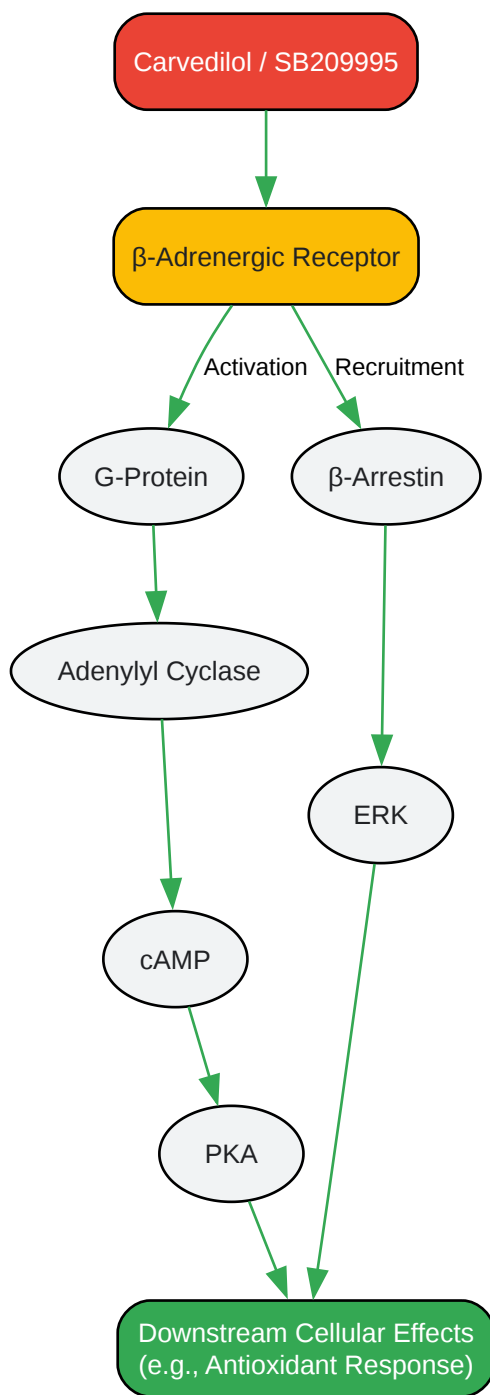 Carvedilol / SB209995
β-Adrenergic Receptor
Activation
Recruitment
G-Protein
β-Arrestin
Adenylyl Cyclase
ERK
cAMP
PKA
Downstream Cellular Effects
(e.g., Antioxidant Response)